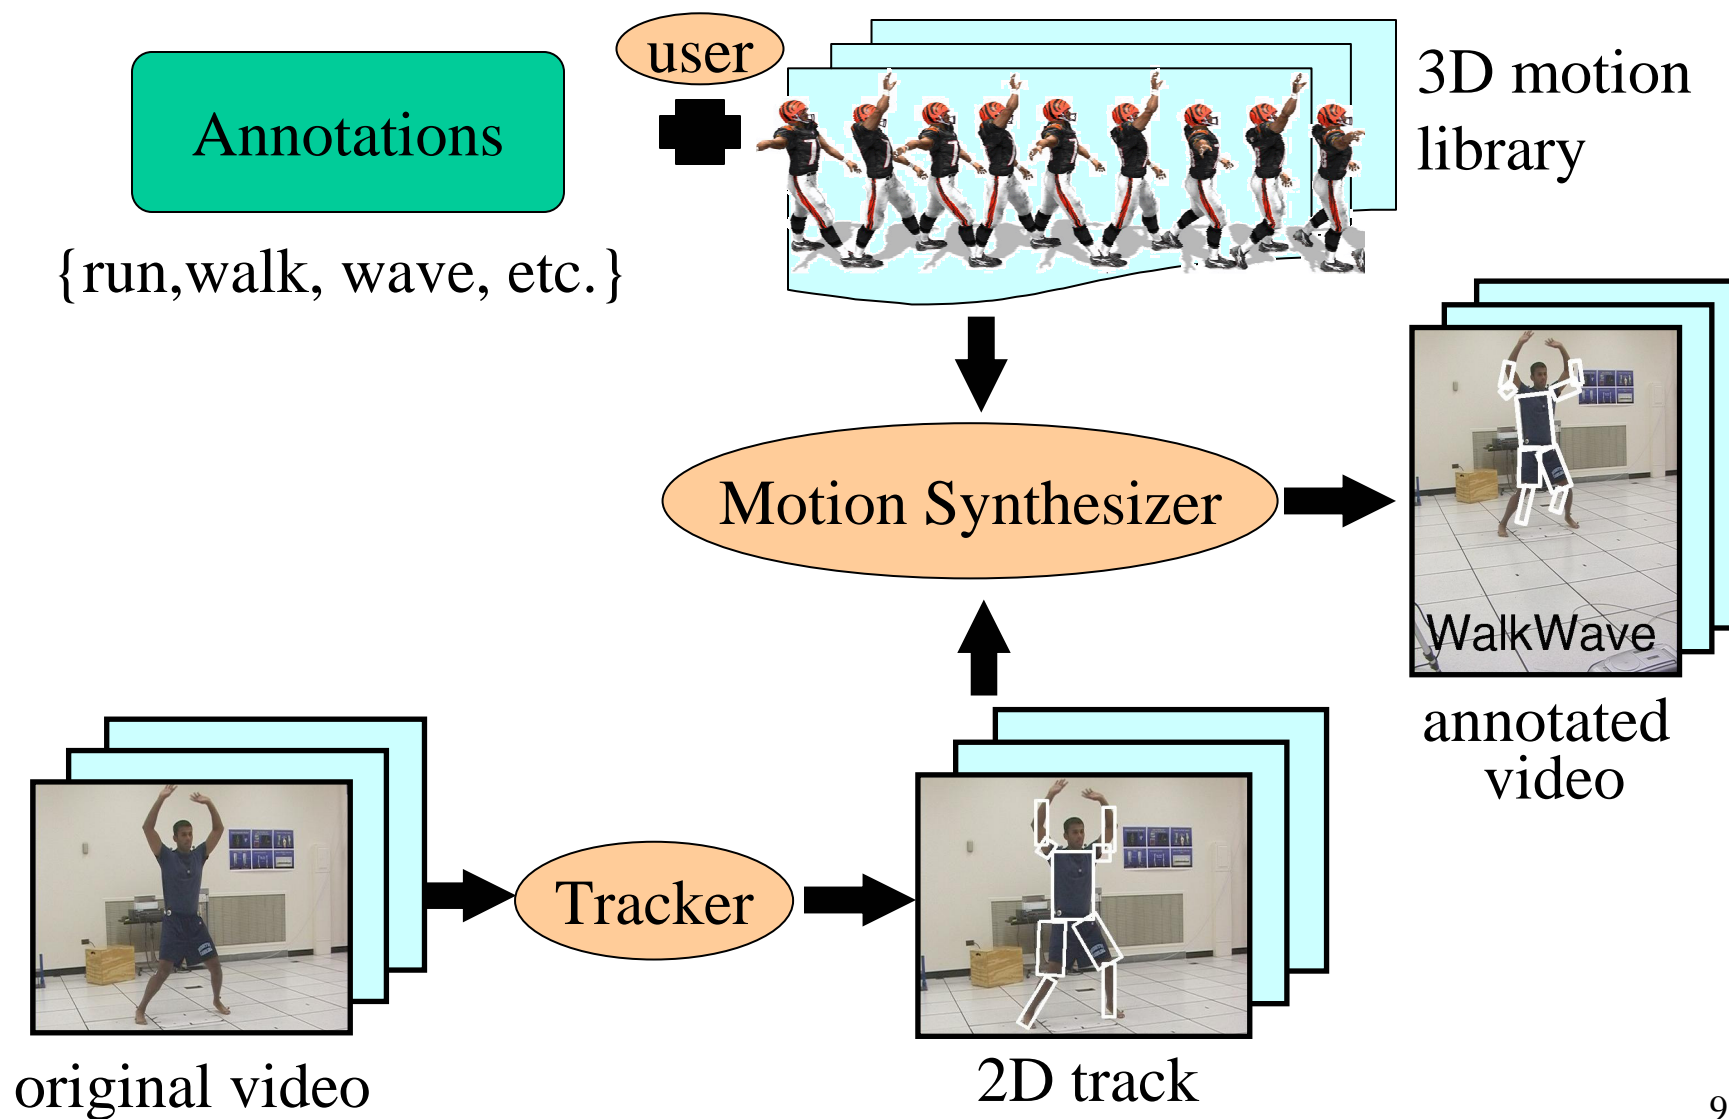 user
3D motion
library
Annotations
{run,walk, wave, etc.}
Motion Synthesizer
WalkWave
annotated
video
Tracker
original video
2D track
9